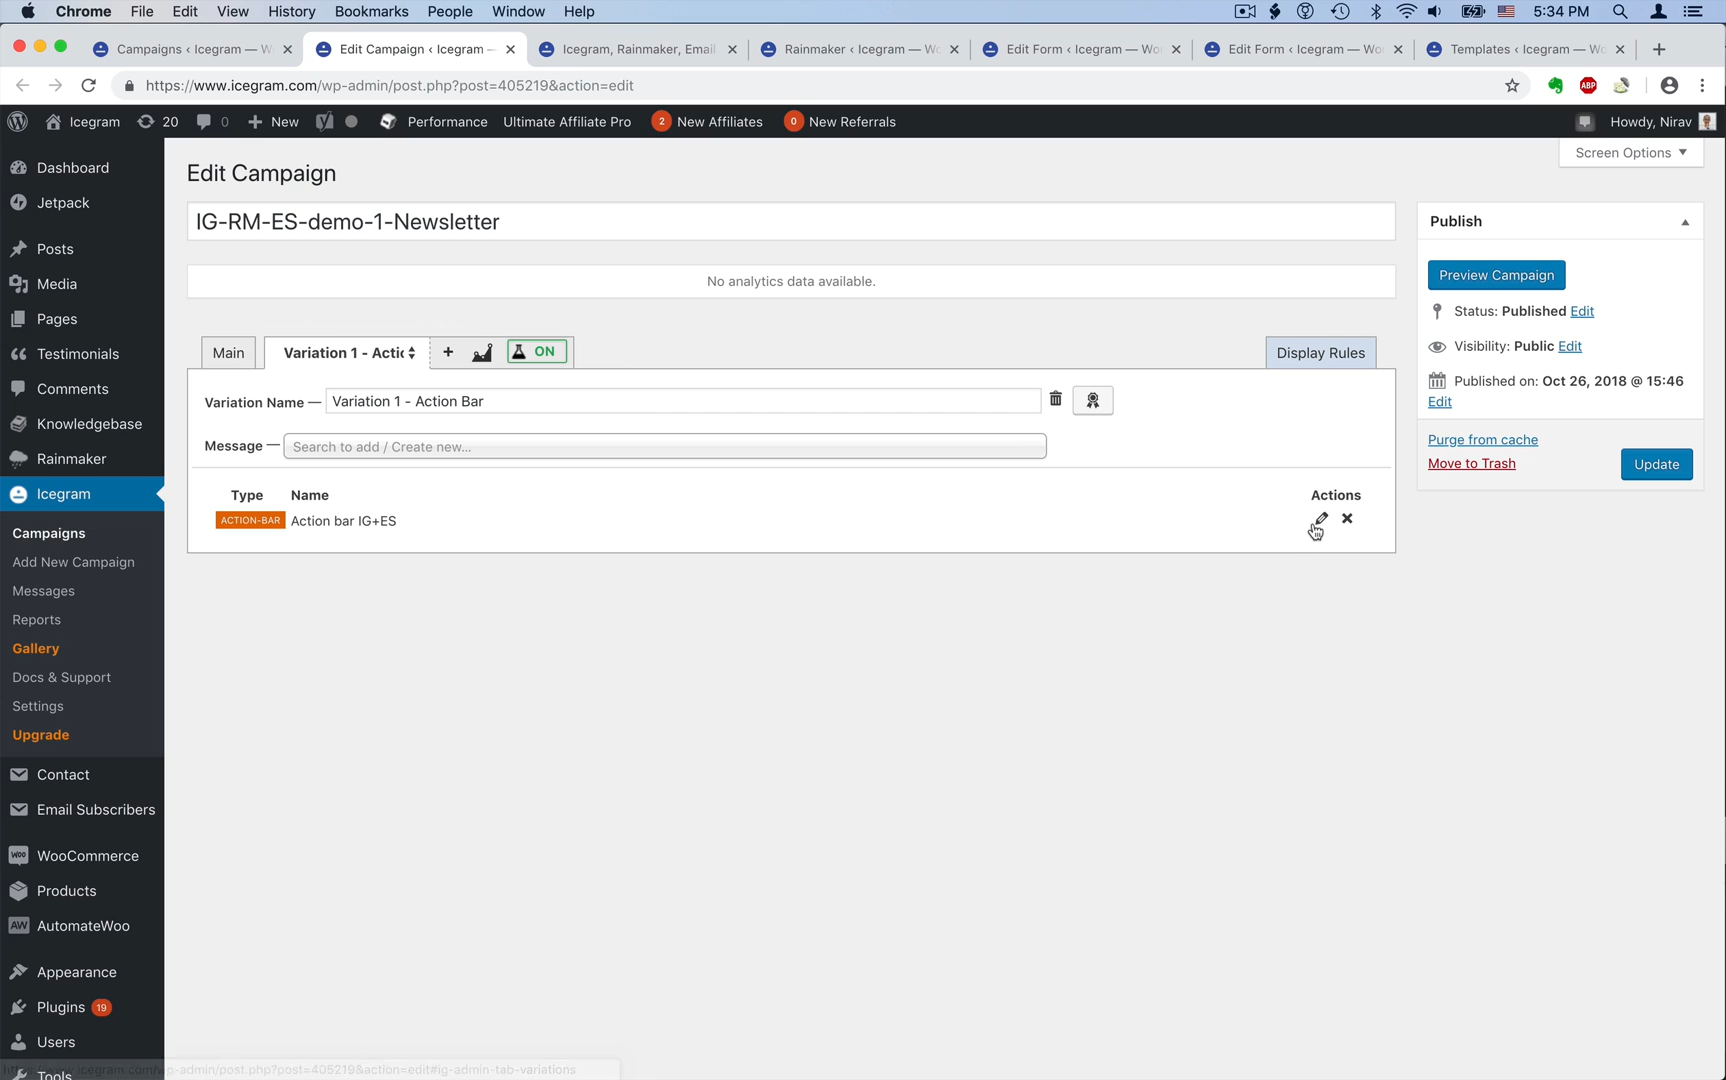 Chrome File Edit View History Bookmarks People Window Help 5:34 PM
Campaigns ‹ Icegram — W
Edit Campaign ‹ Icegram —
Icegram, Rainmaker, Email
Rainmaker ‹ Icegram — Wo
Edit Form ‹ Icegram — Wo
Edit Form ‹ Icegram — Wo
Templates ‹ Icegram — Wo
https://www.icegram.com/wp-admin/post.php?post=405219&action=edit
ABP
Icegram 20 0 New Performance Ultimate Affiliate Pro 2 New Affiliates 0 New Referrals Howdy, Nirav
Screen Options
Dashboard
Jetpack
Posts
Media
Pages
Testimonials
Comments
Knowledgebase
Rainmaker
Icegram
Campaigns
Add New Campaign
Messages
Reports
Gallery
Docs & Support
Settings
Upgrade
Contact
Email Subscribers
WooCommerce
Products
AutomateWoo
Appearance
Plugins 19
Users
Tools
Edit Campaign
IG-RM-ES-demo-1-Newsletter
No analytics data available.
Main
Variation 1 - Actic
+
ON
Display Rules
Variation Name — Variation 1 - Action Bar
Message — Search to add / Create new...
Type Name Actions
ACTION-BAR Action bar IG+ES
Publish
Preview Campaign
Status: Published Edit
Visibility: Public Edit
Published on: Oct 26, 2018 @ 15:46
Edit
Purge from cache
Move to Trash
Update